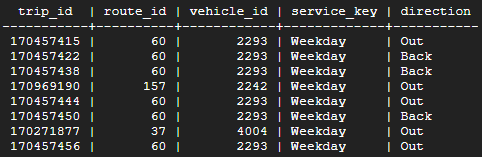 trip_id | route_id | vehicle_id | service_key | direction
-----------+----------+------------+-------------+-----------
170457415 | 60 | 2293 | Weekday | Out
170457422 | 60 | 2293 | Weekday | Back
170457438 | 60 | 2293 | Weekday | Back
170969190 | 157 | 2242 | Weekday | Out
170457444 | 60 | 2293 | Weekday | Out
170457450 | 60 | 2293 | Weekday | Back
170271877 | 37 | 4004 | Weekday | Out
170457456 | 60 | 2293 | Weekday | Out